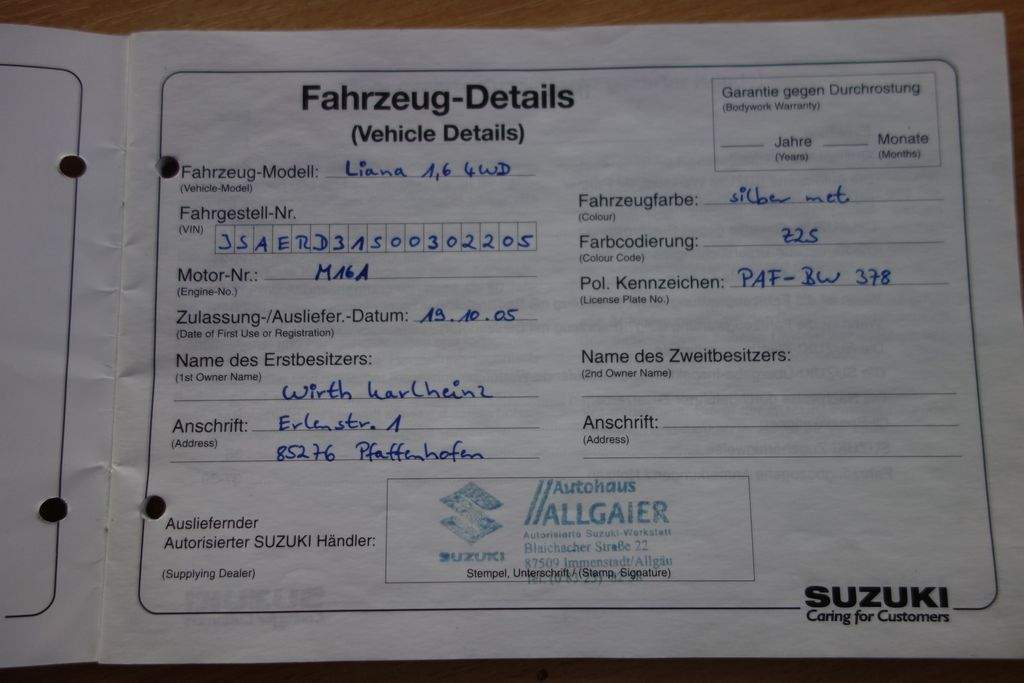 Fahrzeug-Details
(Vehicle Details)
Garantie gegen Durchrostung
(Bodywork Warranty)
Jahre Monate
(Years) (Months)
Fahrzeug-Modell: Liana 1,6 4WD
(Vehicle-Model)
Fahrgestell-Nr.
(VIN) JSAERD31S00302205
Motor-Nr.: M16A
(Engine-No.)
Zulassung-/Ausliefer.-Datum: 19.10.05
(Date of First Use or Registration)
Name des Erstbesitzers:
(1st Owner Name)
Wirth Karlheinz
Anschrift: Erlenstr. 1
(Address)
85276 Pfaffenhofen
Fahrzeugfarbe: silber met.
(Colour)
Farbcodierung: Z2S
(Colour Code)
Pol. Kennzeichen: PAF-BW 378
(License Plate No.)
Name des Zweitbesitzers:
(2nd Owner Name)
Anschrift:
(Address)
Ausliefernder
Autorisierter SUZUKI Händler:
(Supplying Dealer)
SUZUKI
Autohaus
ALLGAIER
Autorisierte Suzuki-Werkstatt
Blaichacher Straße 22
87509 Immenstadt/Allgäu
Stempel, Unterschrift / (Stamp, Signature)
SUZUKI
Caring for Customers